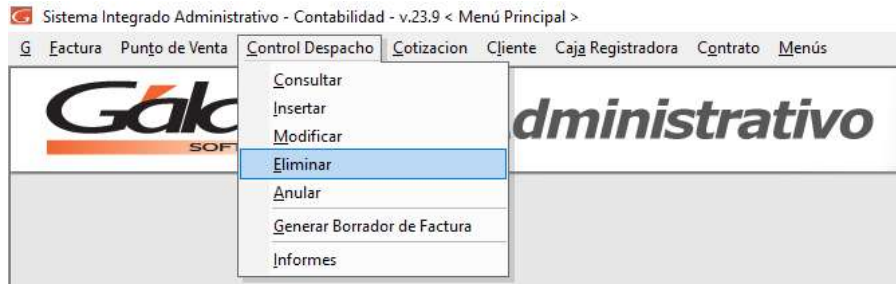 Sistema Integrado Administrativo - Contabilidad - v.23.9 < Menú Principal >
G Factura Punto de Venta Control Despacho Cotizacion Cliente Caja Registradora Contrato Menús
Consultar
Insertar
Modificar
Eliminar
Anular
Generar Borrador de Factura
Informes